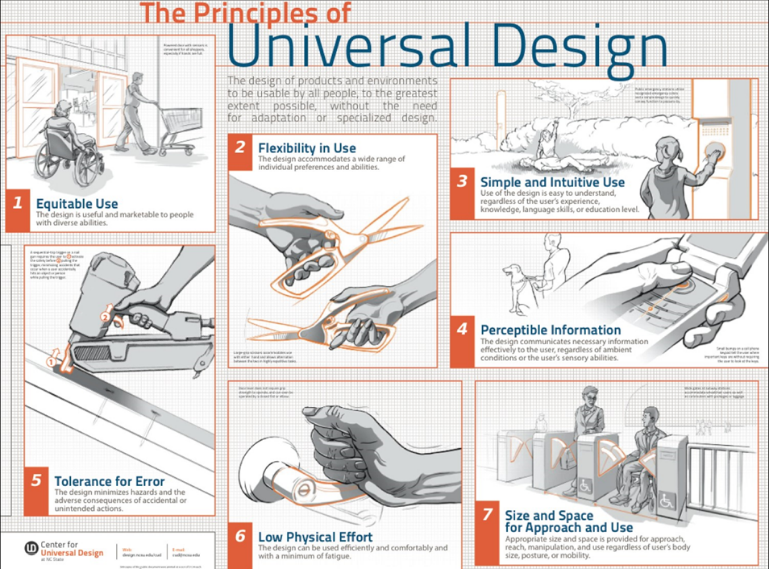 The Principles of
Universal Design
The design of products and environments
to be usable by all people, to the greatest
extent possible, without the need
for adaptation or specialized design.
1
Equitable Use
The design is useful and marketable to people
with diverse abilities.
2
Flexibility in Use
The design accommodates a wide range of
individual preferences and abilities.
3
Simple and Intuitive Use
Use of the design is easy to understand,
regardless of the user's experience,
knowledge, language skills, or education level.
4
Perceptible Information
The design communicates necessary information
effectively to the user, regardless of ambient
conditions or the user's sensory abilities.
5
Tolerance for Error
The design minimizes hazards and the
adverse consequences of accidental or
unintended actions.
6
Low Physical Effort
The design can be used efficiently and comfortably and
with a minimum of fatigue.
7
Size and Space
for Approach and Use
Appropriate size and space is provided for approach,
reach, manipulation, and use regardless of user's body
size, posture, or mobility.
Center for
Universal Design
at NC State
Web
E-mail